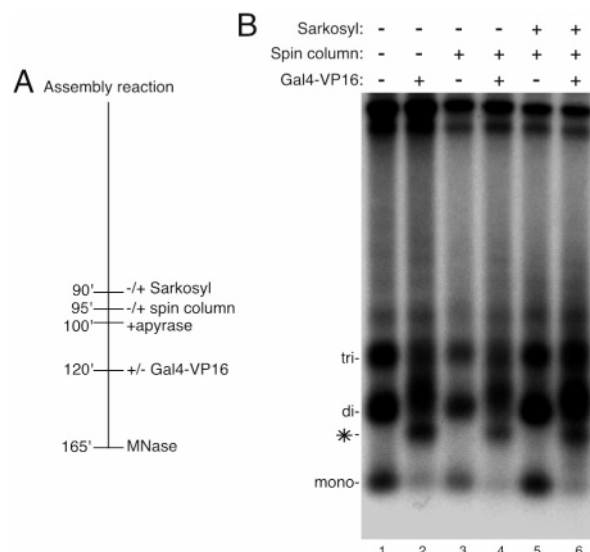 A Assembly reaction
90' -/+ Sarkosyl
95' -/+ spin column
100' +apyrase
120' +/- Gal4-VP16
165' MNase
B
Sarkosyl: - - - - + +
Spin column: - - + + + +
Gal4-VP16: - + - + - +
tri-
di-
*-
mono-
1 2 3 4 5 6